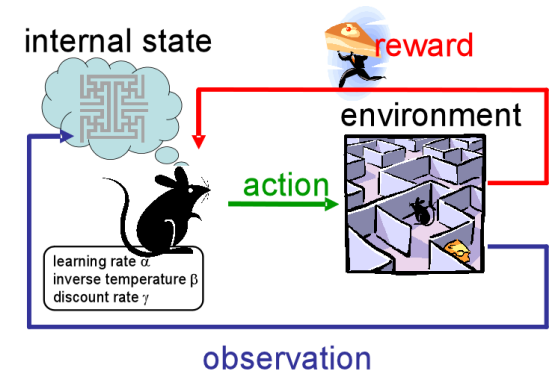 internal state
reward
environment
action
learning rate α
inverse temperature β
discount rate γ
observation